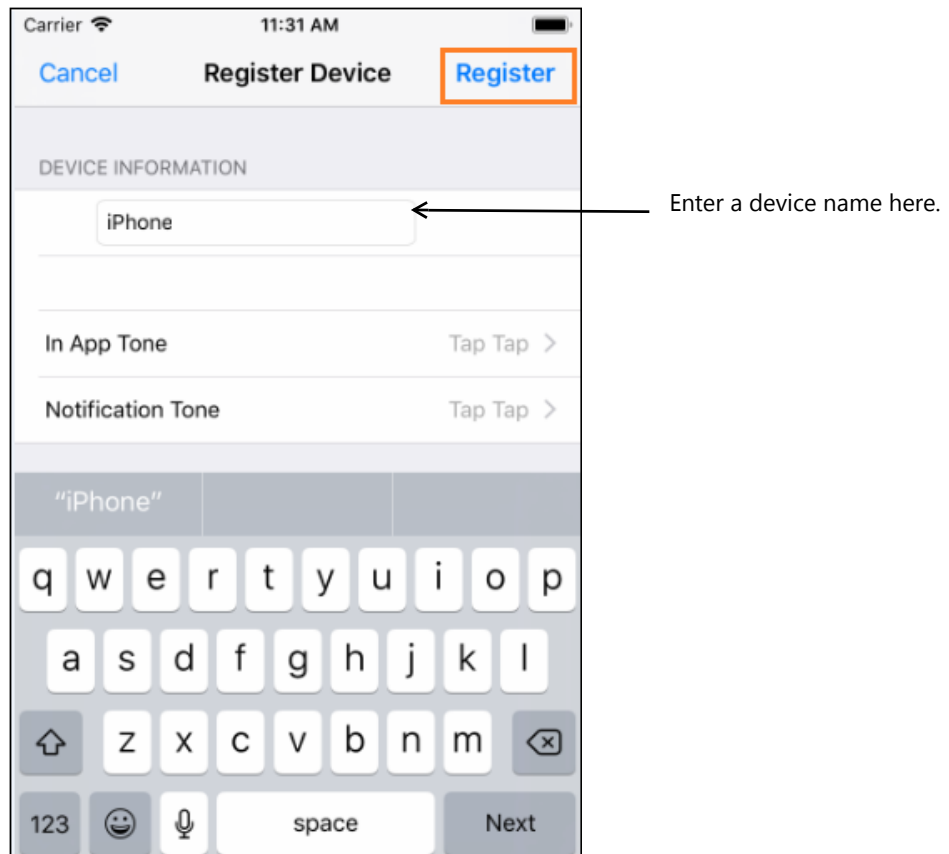 Carrier 11:31 AM
Cancel Register Device Register
DEVICE INFORMATION
iPhone
Enter a device name here.
In App Tone Tap Tap >
Notification Tone Tap Tap >
“iPhone”
q w e r t y u i o p
a s d f g h j k l
z x c v b n m
123 space Next